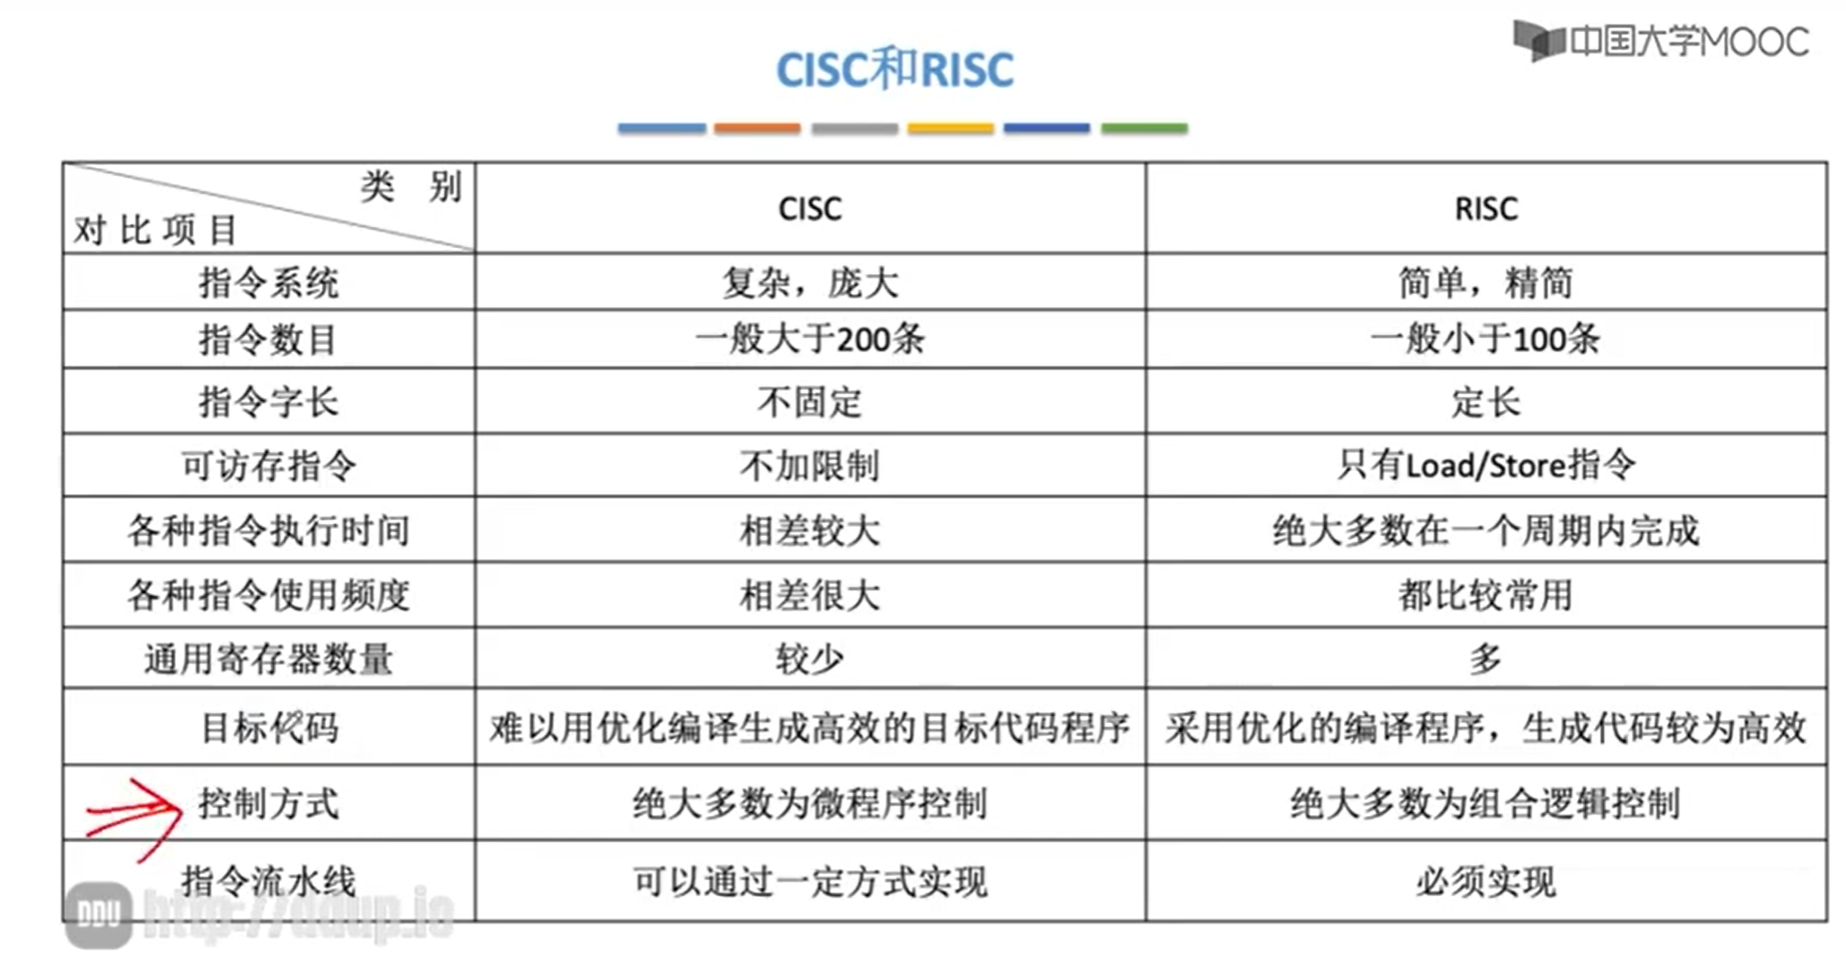 中国大学MOOC
CISC和RISC
类 别
对比项目
CISC
RISC
指令系统
复杂，庞大
简单，精简
指令数目
一般大于200条
一般小于100条
指令字长
不固定
定长
可访存指令
不加限制
只有Load/Store指令
各种指令执行时间
相差较大
绝大多数在一个周期内完成
各种指令使用频度
相差很大
都比较常用
通用寄存器数量
较少
多
目标代码
难以用优化编译生成高效的目标代码程序
采用优化的编译程序，生成代码较为高效
控制方式
绝大多数为微程序控制
绝大多数为组合逻辑控制
指令流水线
可以通过一定方式实现
必须实现
DDU http://ddup.io